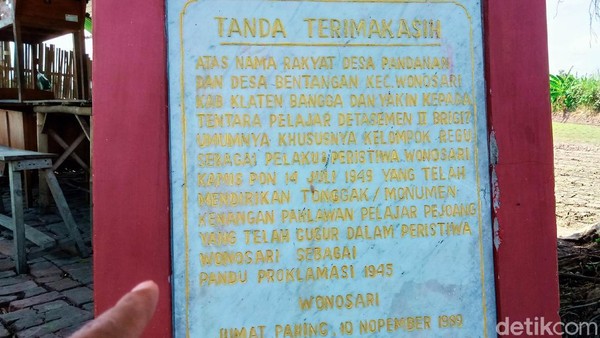 TANDA TERIMAKASIH
ATAS NAMA RAKYAT DESA PANDANAN
DAN DESA BENTANGAN KEC.WONOSARI
KAB KLATEN BANGGA DAN YAKIN KEPADA
TENTARA PELAJAR DETASEMEN II BRIG
UMUMNYA KHUSUSNYA KELOMPOK REGU
SEBAGAI PELAKU PERISTIWA WONOSARI
KAMIS PON 14 JULI 1949 YANG TELAH
MENDIRIKAN TONGGAK/MONUMEN
KENANGAN PAHLAWAN PELAJAR PEJOANG
YANG TELAH GUGUR DALAM PERISTIWA
WONOSARI SEBAGAI
PANDU PROKLAMASI 1945
WONOSARI
JUMAT PAHING, 10 NOPEMBER 1989
detikcom